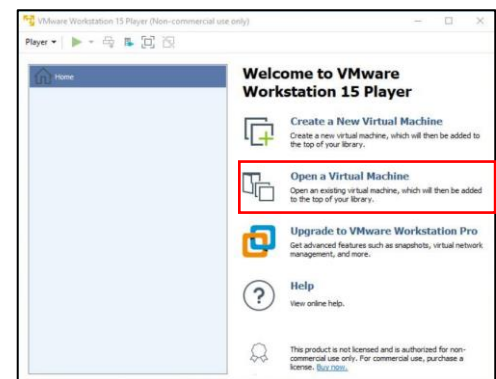 VMware Workstation 15 Player (Non-commercial use only)
Player
Home
Welcome to VMware
Workstation 15 Player
Create a New Virtual Machine
Create a new virtual machine, which will then be added to
the top of your library.
Open a Virtual Machine
Open an existing virtual machine, which will then be added
to the top of your library.
Upgrade to VMware Workstation Pro
Get advanced features such as snapshots, virtual network
management, and more.
Help
View online help.
This product is not licensed and is authorized for non-
commercial use only. For commercial use, purchase a
license. Buy now.